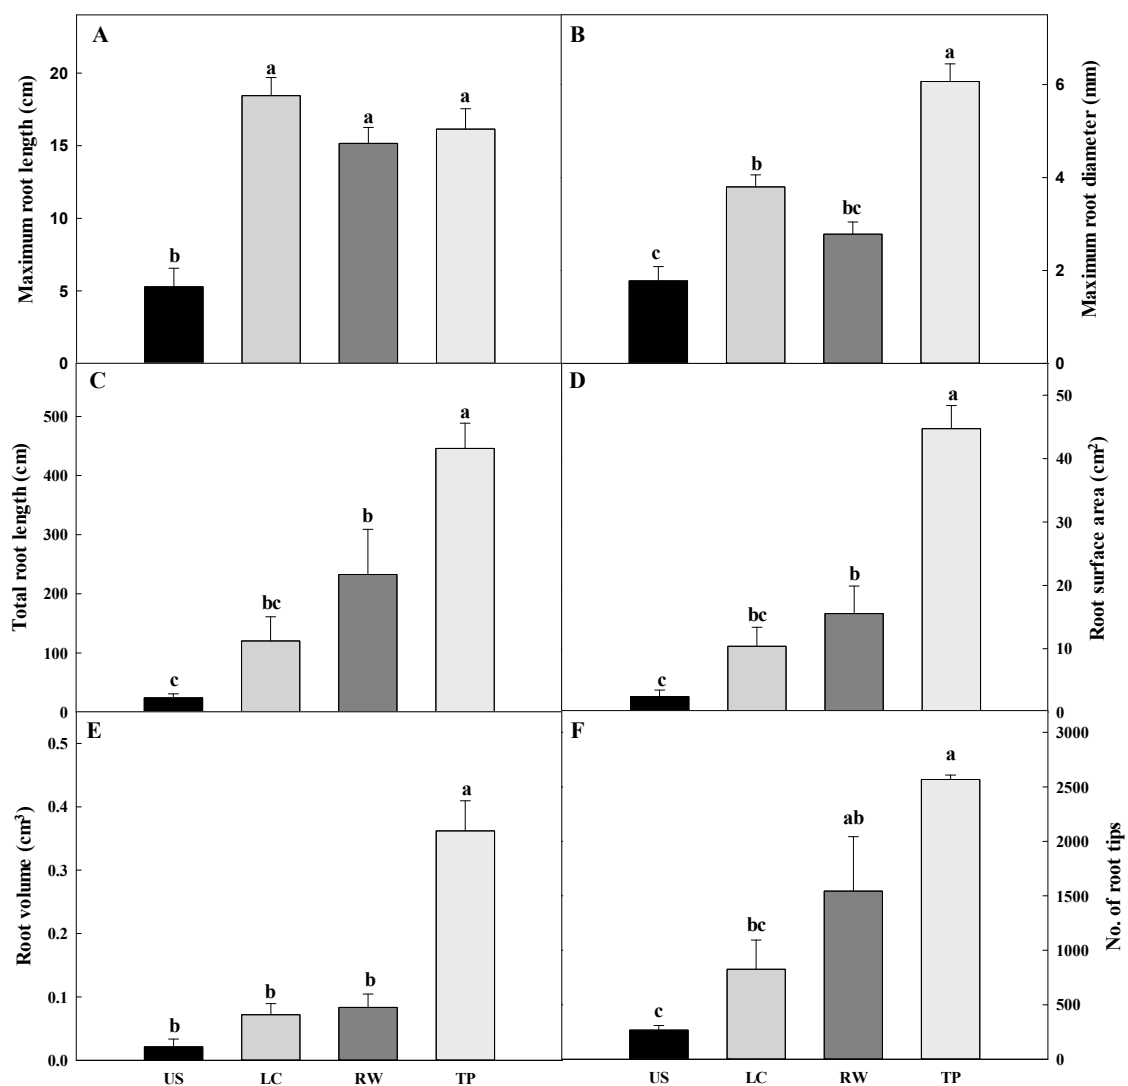 A
Maximum root length (cm)
20
15
10
5
0
b
a
a
a
B
Maximum root diameter (mm)
6
4
2
0
c
b
bc
a
C
Total root length (cm)
500
400
300
200
100
0
c
bc
b
a
D
Root surface area (cm²)
50
40
30
20
10
0
c
bc
b
a
E
Root volume (cm³)
0.5
0.4
0.3
0.2
0.1
0.0
b
b
b
a
US LC RW TP
F
No. of root tips
3000
2500
2000
1500
1000
500
0
c
bc
ab
a
US LC RW TP